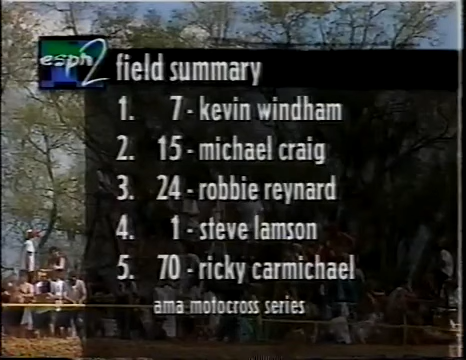 espn2
field summary
1. 7 - kevin windham
2. 15 - michael craig
3. 24 - robbie reynard
4. 1 - steve lamson
5. 70 - ricky carmichael
ama motocross series